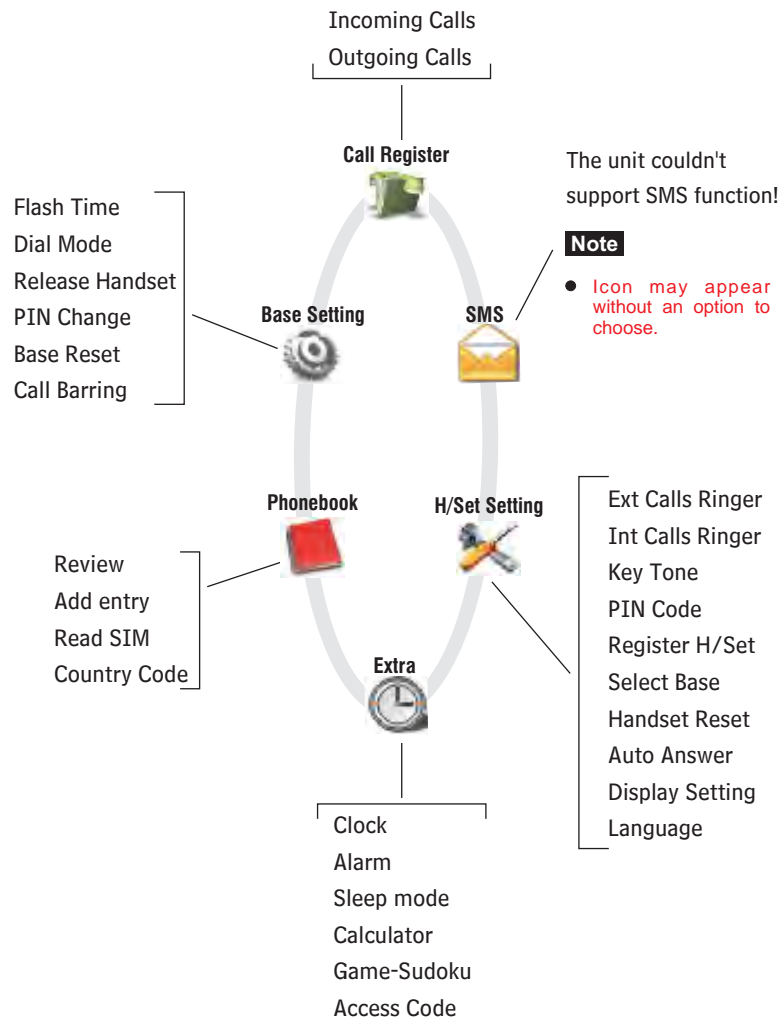 Incoming Calls
Outgoing Calls
Call Register
The unit couldn't
support SMS function!
Note
● Icon may appear
without an option to
choose.
SMS
Flash Time
Dial Mode
Release Handset
PIN Change
Base Reset
Call Barring
Base Setting
Phonebook
Review
Add entry
Read SIM
Country Code
H/Set Setting
Ext Calls Ringer
Int Calls Ringer
Key Tone
PIN Code
Register H/Set
Select Base
Handset Reset
Auto Answer
Display Setting
Language
Extra
Clock
Alarm
Sleep mode
Calculator
Game-Sudoku
Access Code